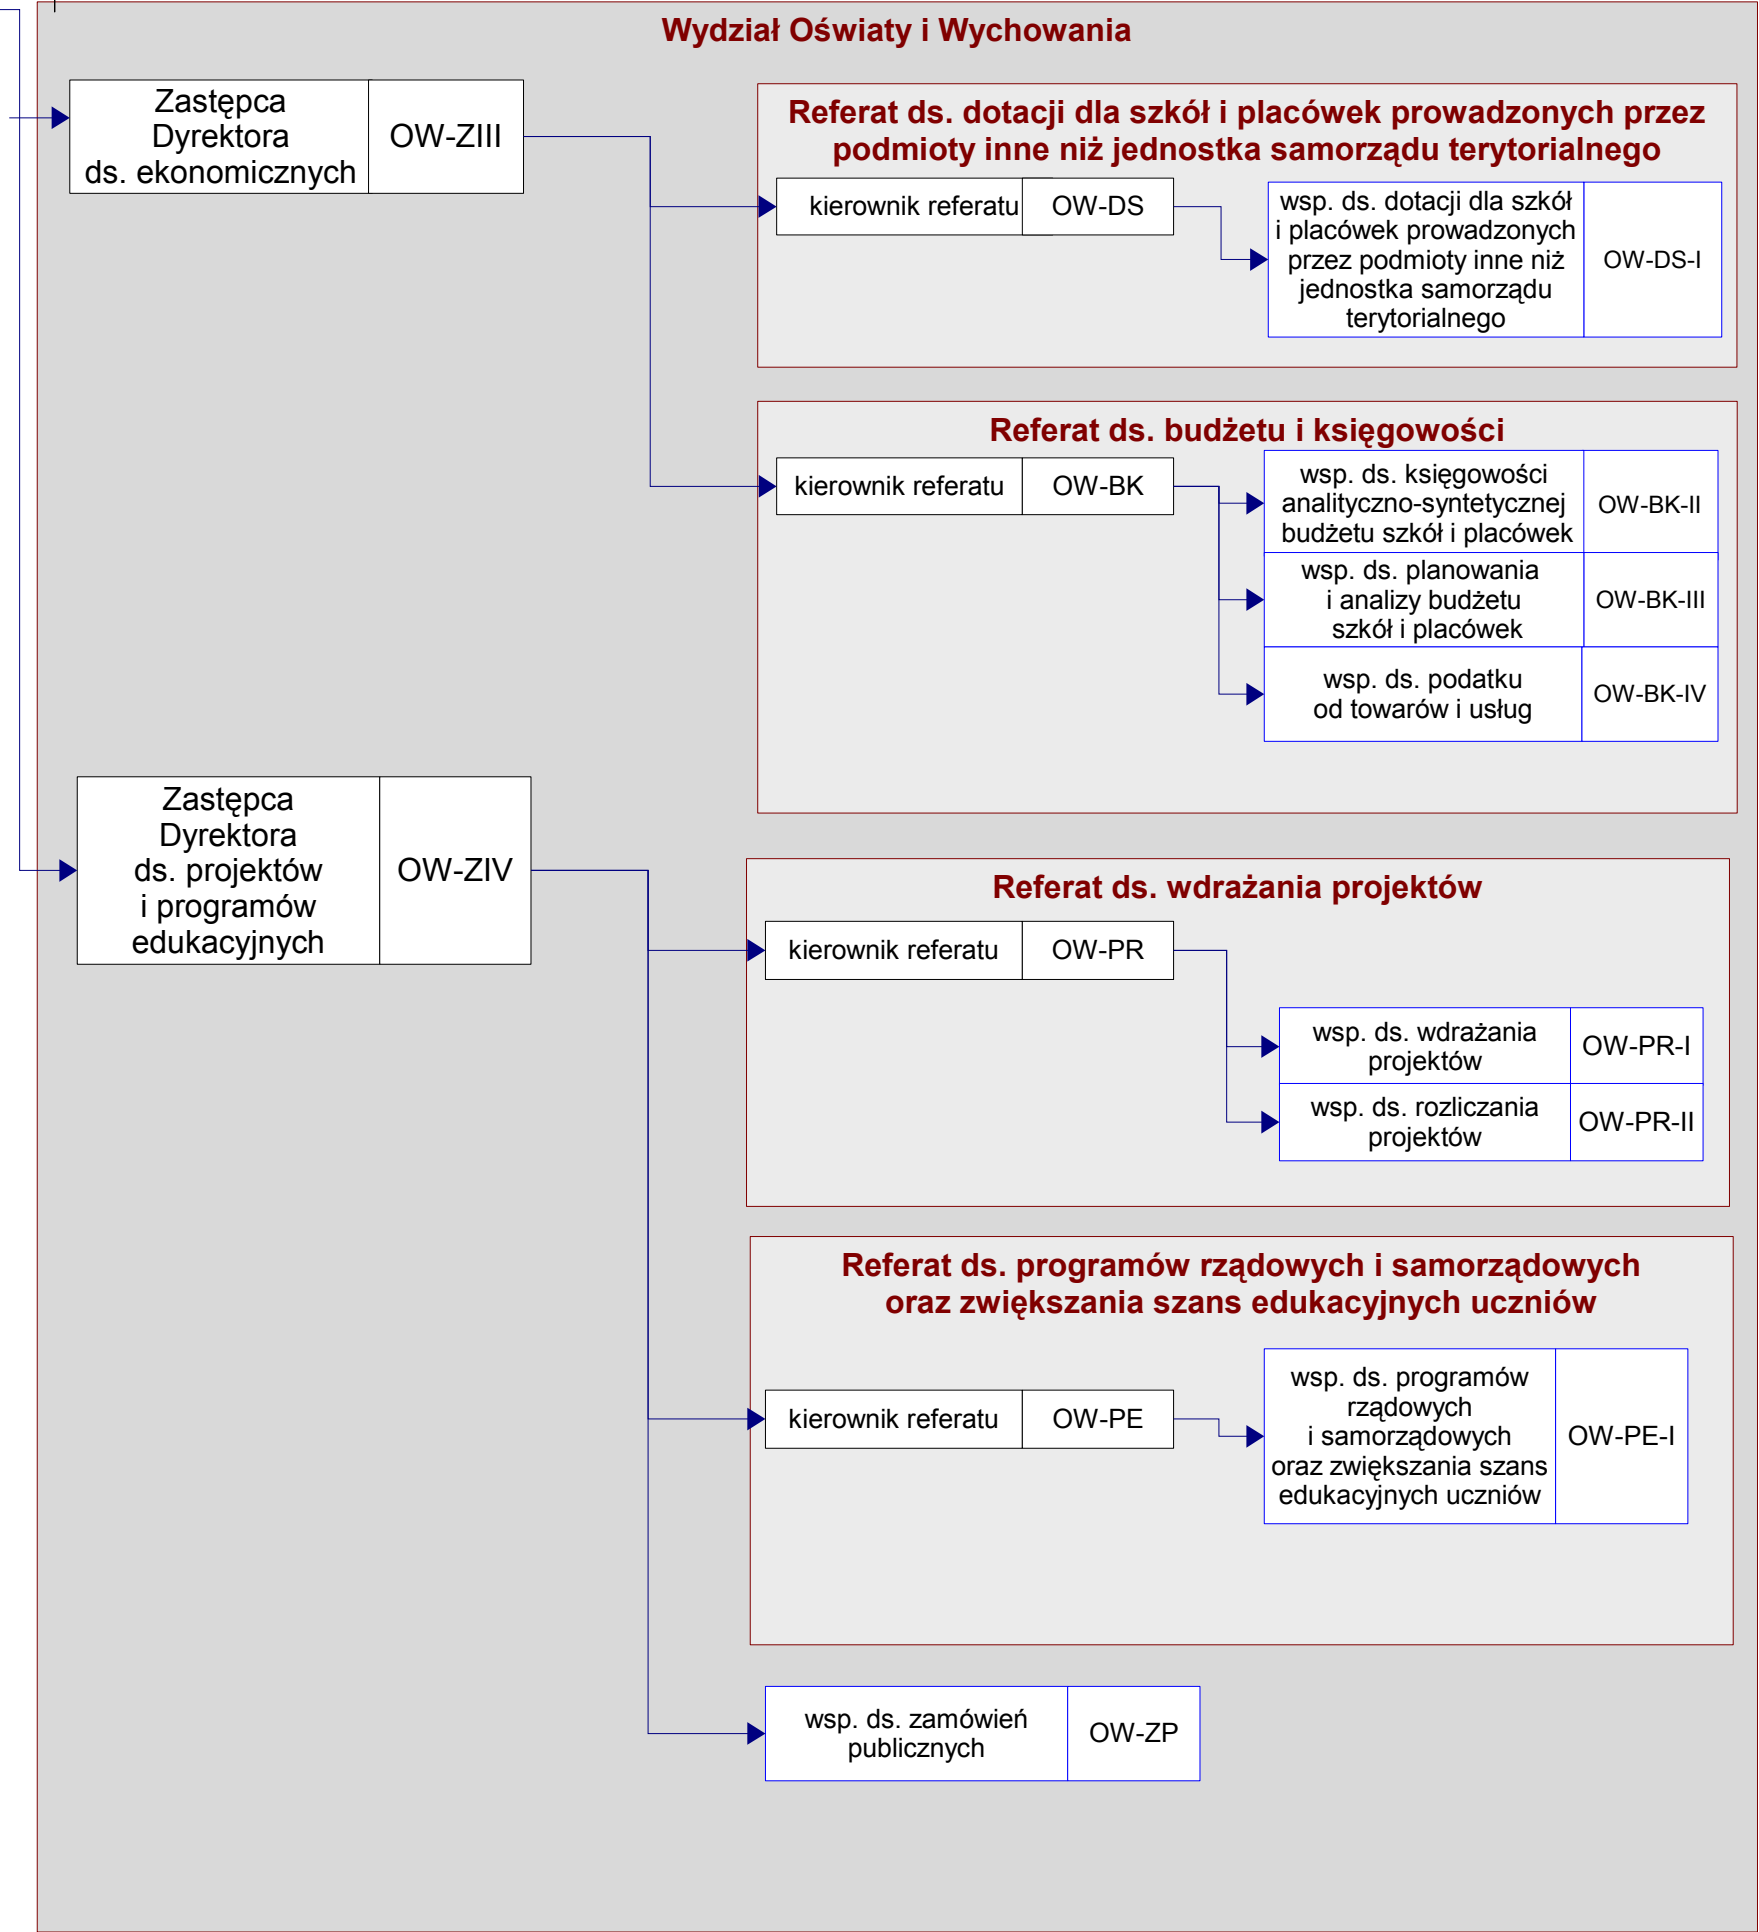 Wydział Oświaty i Wychowania
Zastępca
Dyrektora
ds. ekonomicznych
OW-ZIII
Referat ds. dotacji dla szkół i placówek prowadzonych przez
podmioty inne niż jednostka samorządu terytorialnego
kierownik referatu
OW-DS
wsp. ds. dotacji dla szkół
i placówek prowadzonych
przez podmioty inne niż
jednostka samorządu
terytorialnego
OW-DS-I
Referat ds. budżetu i księgowości
kierownik referatu
OW-BK
wsp. ds. księgowości
analityczno-syntetycznej
budżetu szkół i placówek
OW-BK-II
wsp. ds. planowania
i analizy budżetu
szkół i placówek
OW-BK-III
wsp. ds. podatku
od towarów i usług
OW-BK-IV
Zastępca
Dyrektora
ds. projektów
i programów
edukacyjnych
OW-ZIV
Referat ds. wdrażania projektów
kierownik referatu
OW-PR
wsp. ds. wdrażania
projektów
OW-PR-I
wsp. ds. rozliczania
projektów
OW-PR-II
Referat ds. programów rządowych i samorządowych
oraz zwiększania szans edukacyjnych uczniów
kierownik referatu
OW-PE
wsp. ds. programów
rządowych
i samorządowych
oraz zwiększania szans
edukacyjnych uczniów
OW-PE-I
wsp. ds. zamówień
publicznych
OW-ZP